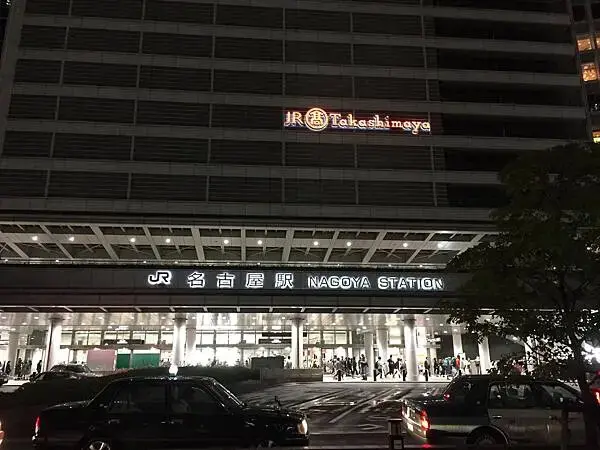 JR 髙 Takashimaya
JR 名古屋駅 NAGOYA STATION